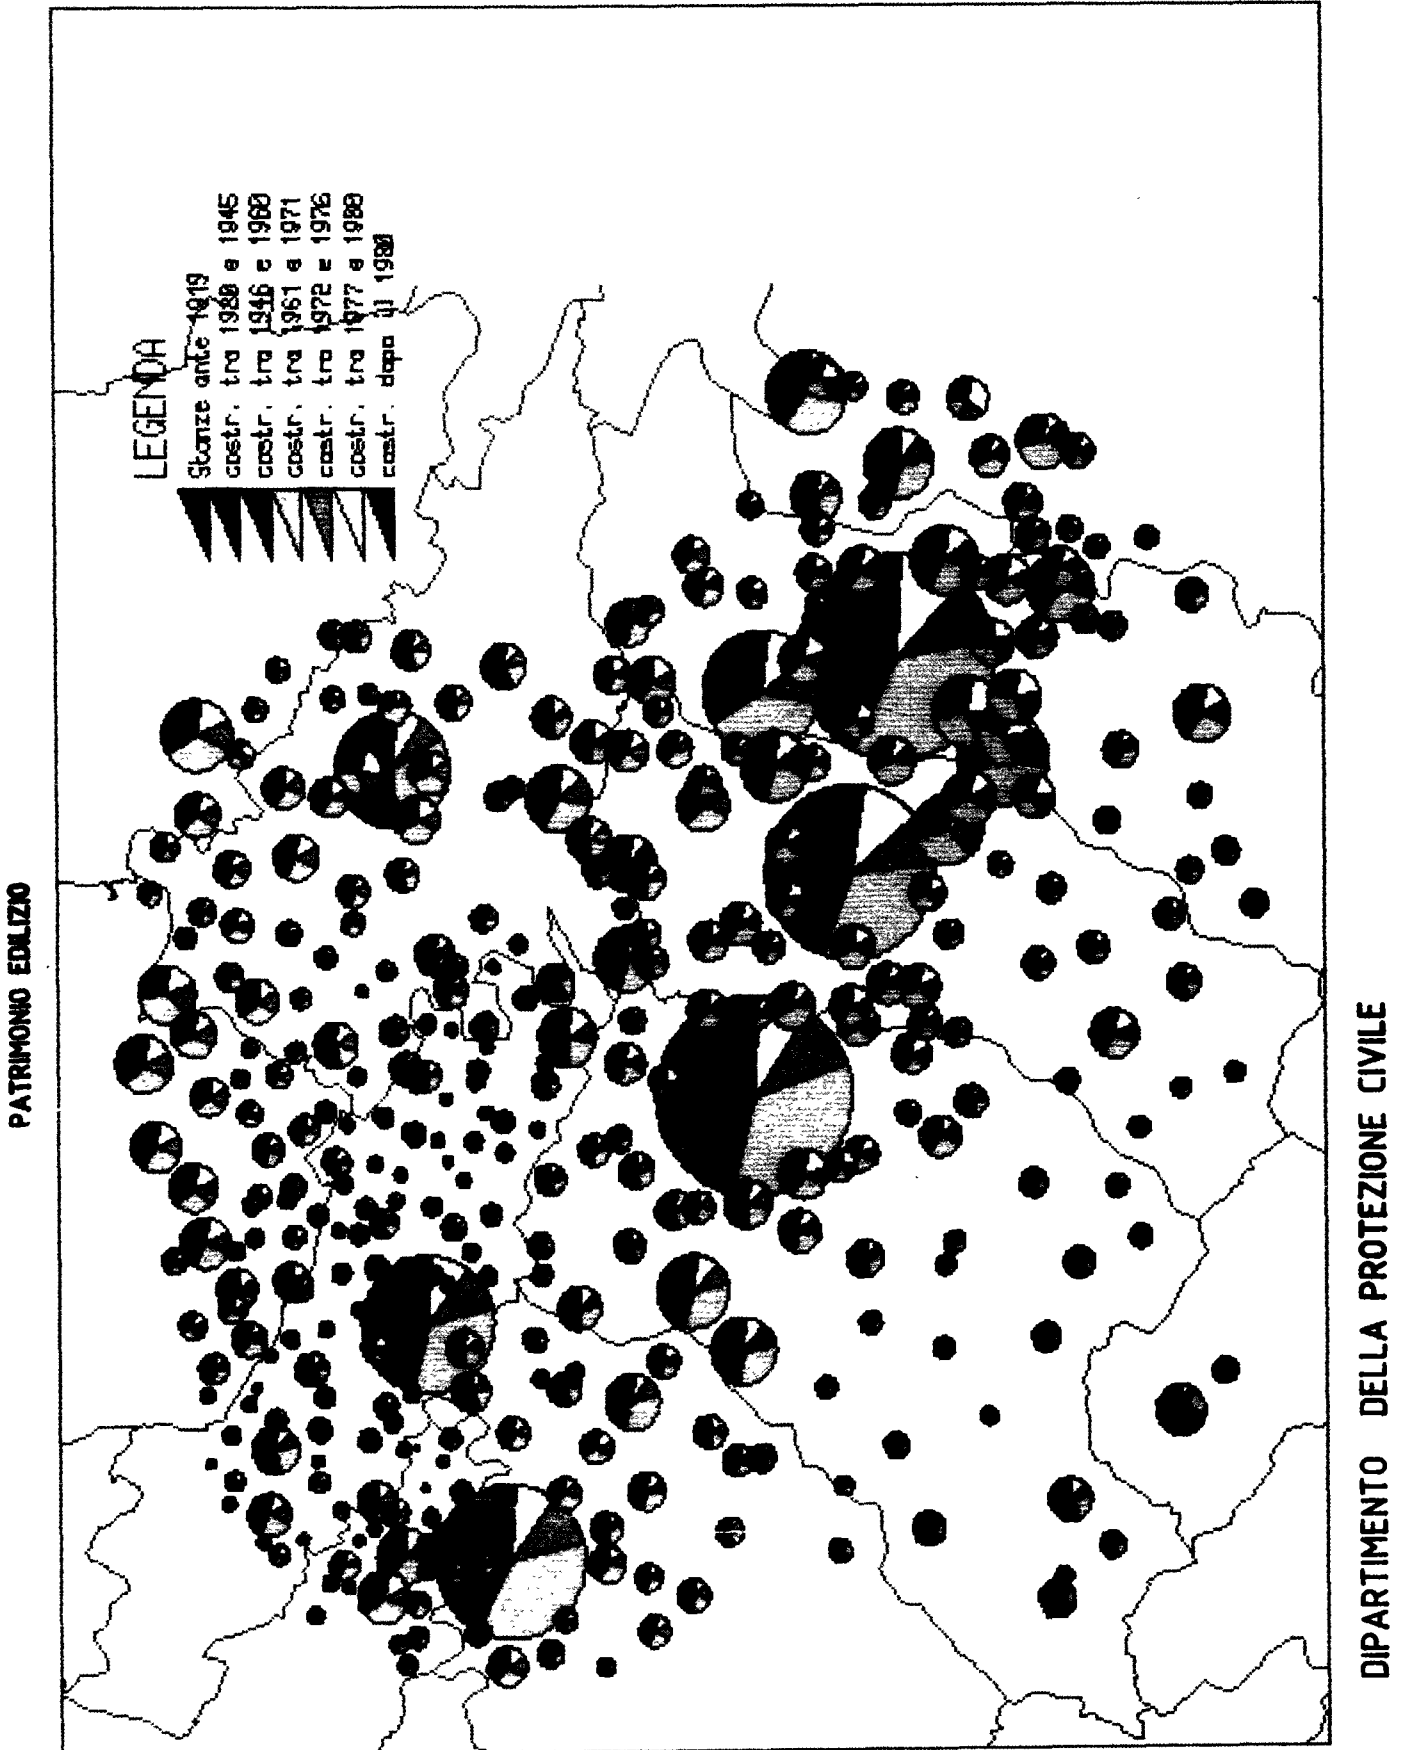 PATRIMONIO EDILIZIO
LEGENDA
Stanze ante 1919
costr. tra 1920 e 1945
costr. tra 1946 e 1960
costr. tra 1961 e 1971
costr. tra 1972 e 1976
costr. tra 1977 e 1980
costr. dopo il 1980
DIPARTIMENTO DELLA PROTEZIONE CIVILE